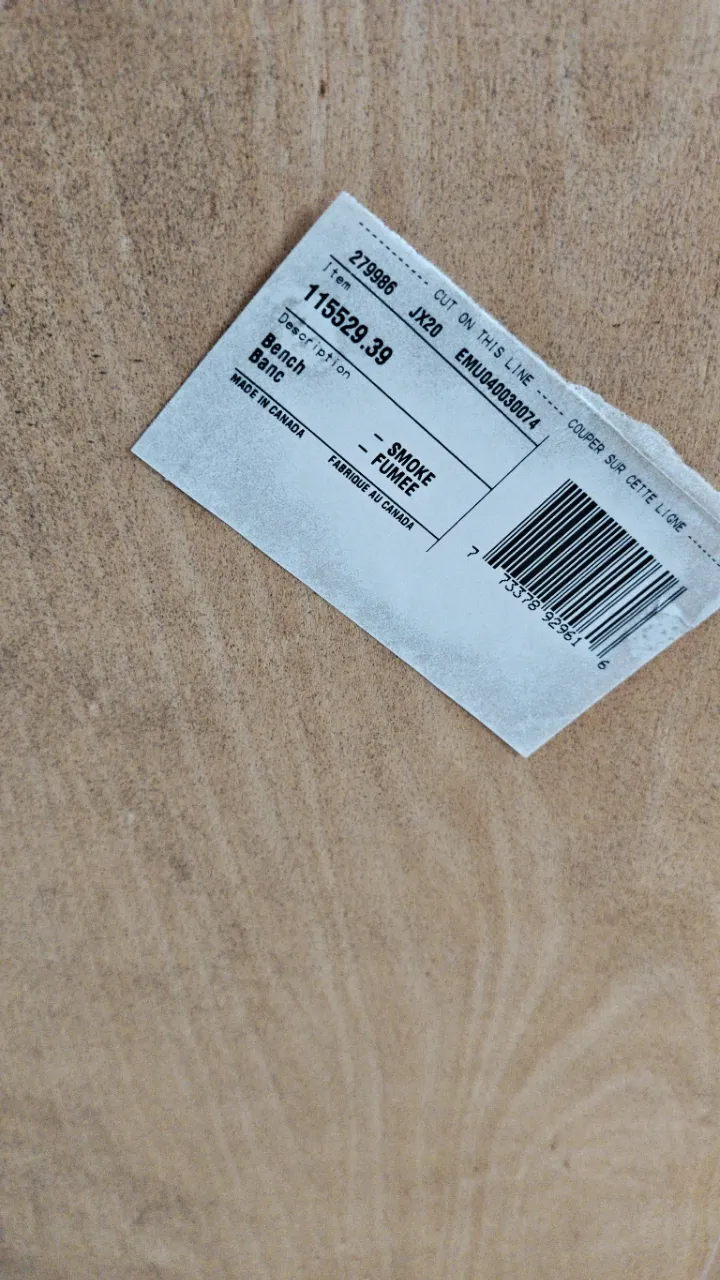 ----------- CUT ON THIS LINE ----- COUPER SUR CETTE LIGNE ---------
279986 JX20 EMU040030074
Item
115529.39
Description
Bench – SMOKE
Banc – FUMEE
MADE IN CANADA FABRIQUE AU CANADA
7 73378 92961 6